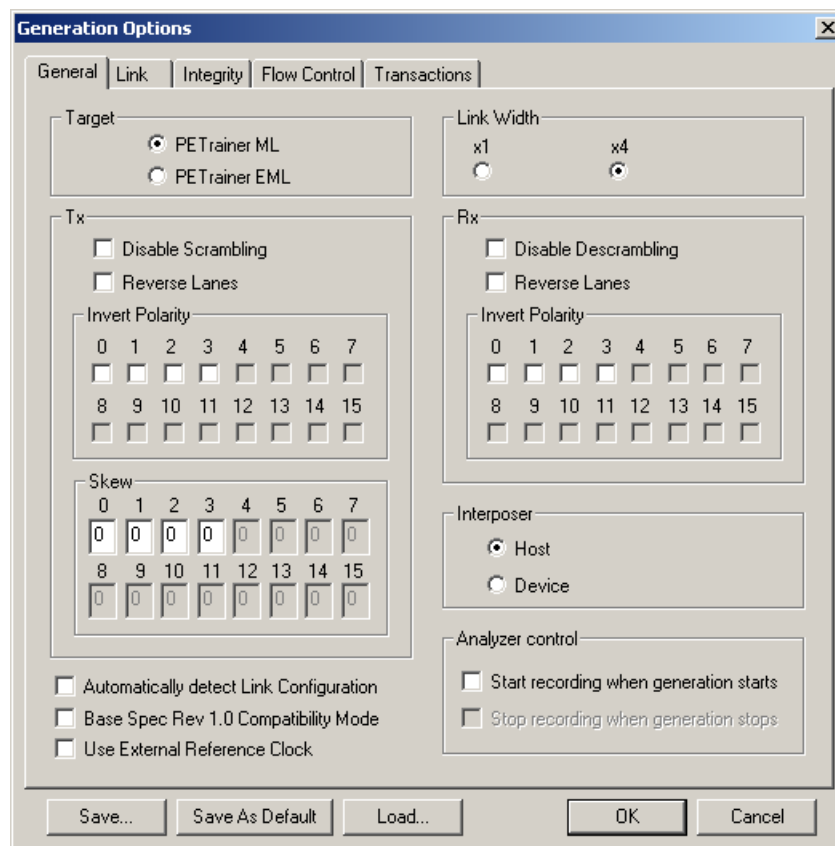 Generation Options
General Link Integrity Flow Control Transactions
Target
PETrainer ML
PETrainer EML
Link Width
x1 x4
Tx
Disable Scrambling
Reverse Lanes
Invert Polarity
0 1 2 3 4 5 6 7
8 9 10 11 12 13 14 15
Skew
0 1 2 3 4 5 6 7
0 0 0 0 0 0 0 0
8 9 10 11 12 13 14 15
0 0 0 0 0 0 0 0
Rx
Disable Descrambling
Reverse Lanes
Invert Polarity
0 1 2 3 4 5 6 7
8 9 10 11 12 13 14 15
Interposer
Host
Device
Automatically detect Link Configuration
Base Spec Rev 1.0 Compatibility Mode
Use External Reference Clock
Analyzer control
Start recording when generation starts
Stop recording when generation stops
Save... Save As Default Load... OK Cancel